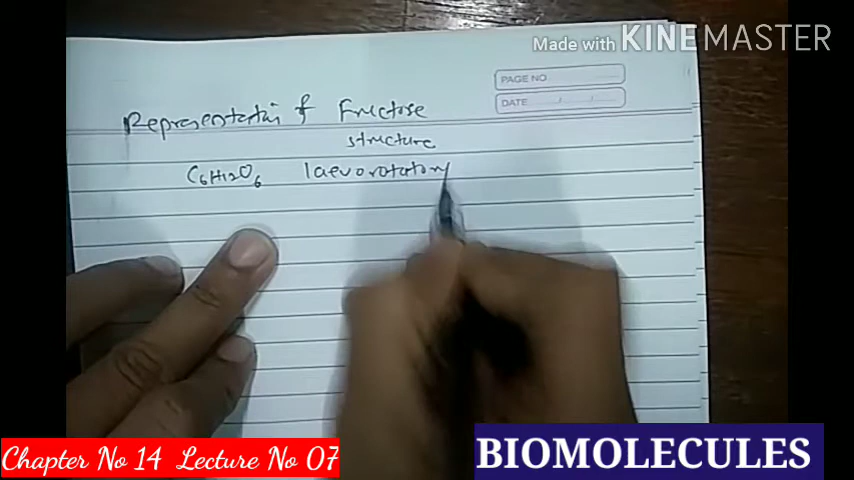 Made with KINEMASTER
PAGE NO
DATE / / /
Representation of Fructose
structure
C6H12O6 laevorotatory
Chapter No 14 Lecture No 07
BIOMOLECULES